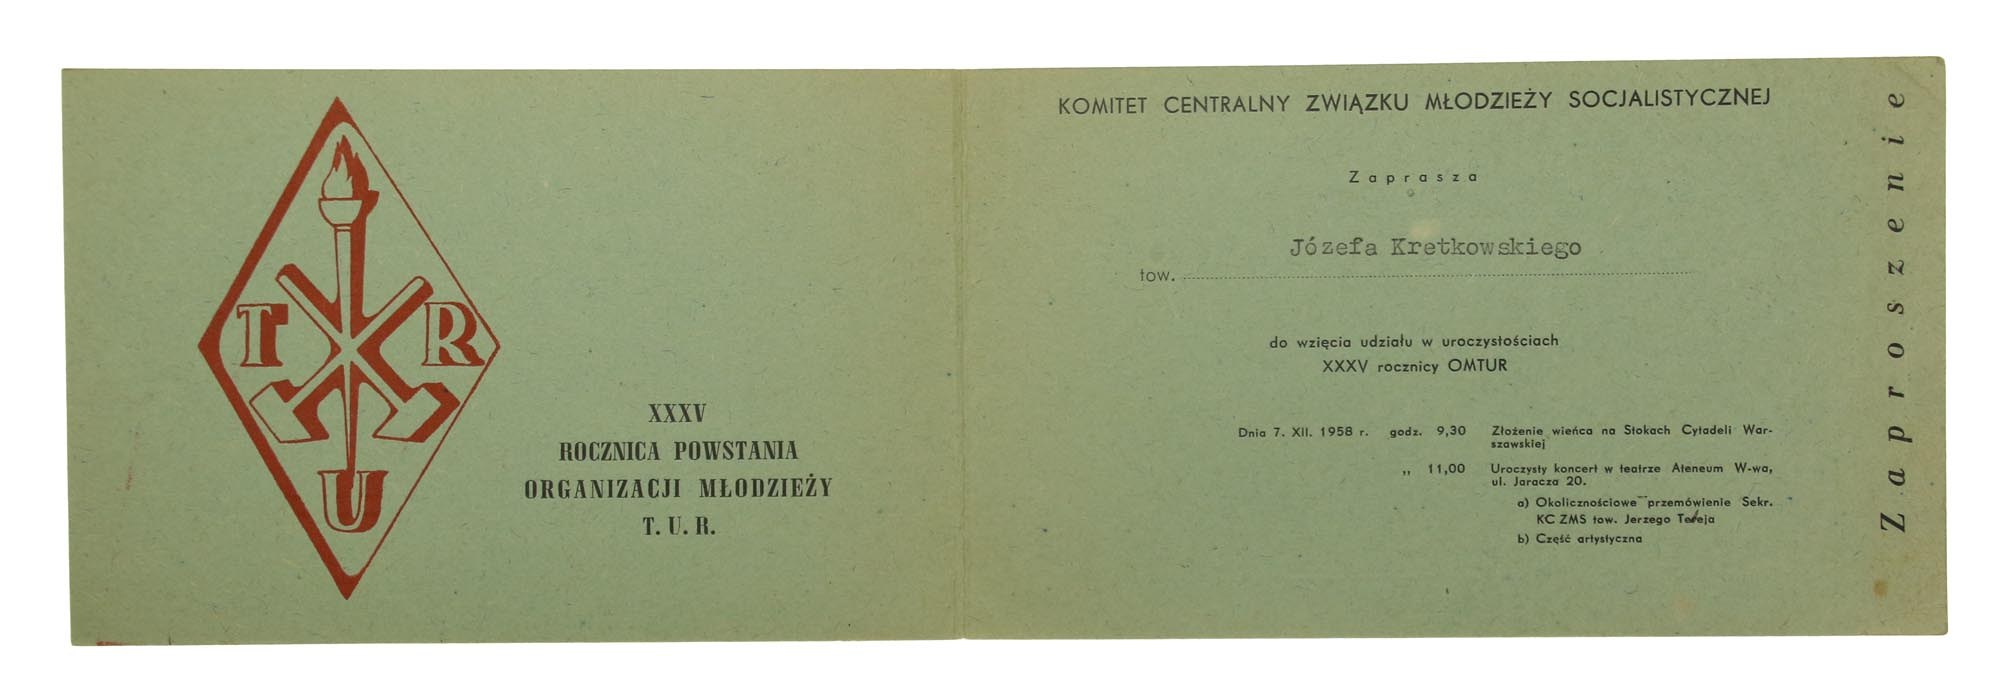 T R
U
XXXV
ROCZNICA POWSTANIA
ORGANIZACJI MŁODZIEŻY
T. U. R.
KOMITET CENTRALNY ZWIĄZKU MŁODZIEŻY SOCJALISTYCZNEJ
Zaprasza
Józefa Kretkowskiego
tow.
do wzięcia udziału w uroczystościach
XXXV rocznicy OMTUR
Dnia 7. XII. 1958 r. godz. 9,30 Złożenie wieńca na Stokach Cytadeli War-
szawskiej
„ 11,00 Uroczysty koncert w teatrze Ateneum W-wa,
ul. Jaracza 20.
a) Okolicznościowe przemówienie Sekr.
KC ZMS tow. Jerzego
b) Część artystyczna
Zaproszenie